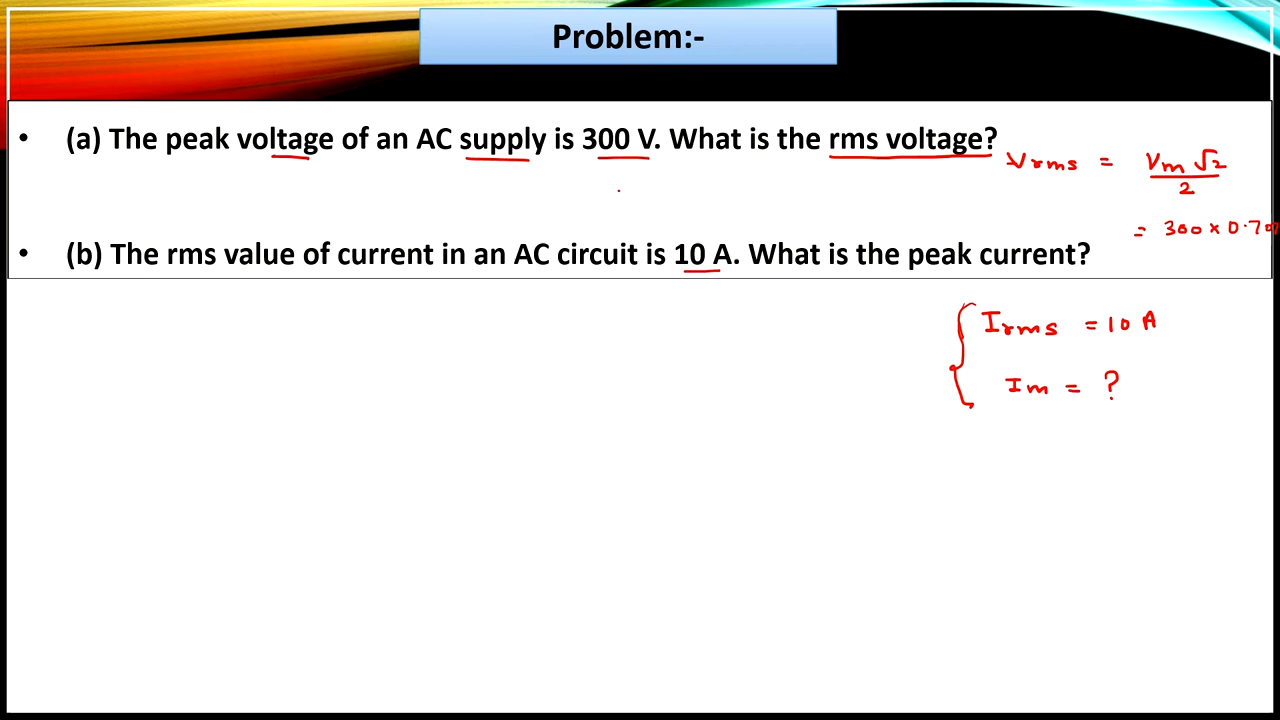 Problem:-
• (a) The peak voltage of an AC supply is 300 V. What is the rms voltage?
Vrms = Vm √2 / 2
= 300 × 0.707
• (b) The rms value of current in an AC circuit is 10 A. What is the peak current?
Irms = 10 A
Im = ?